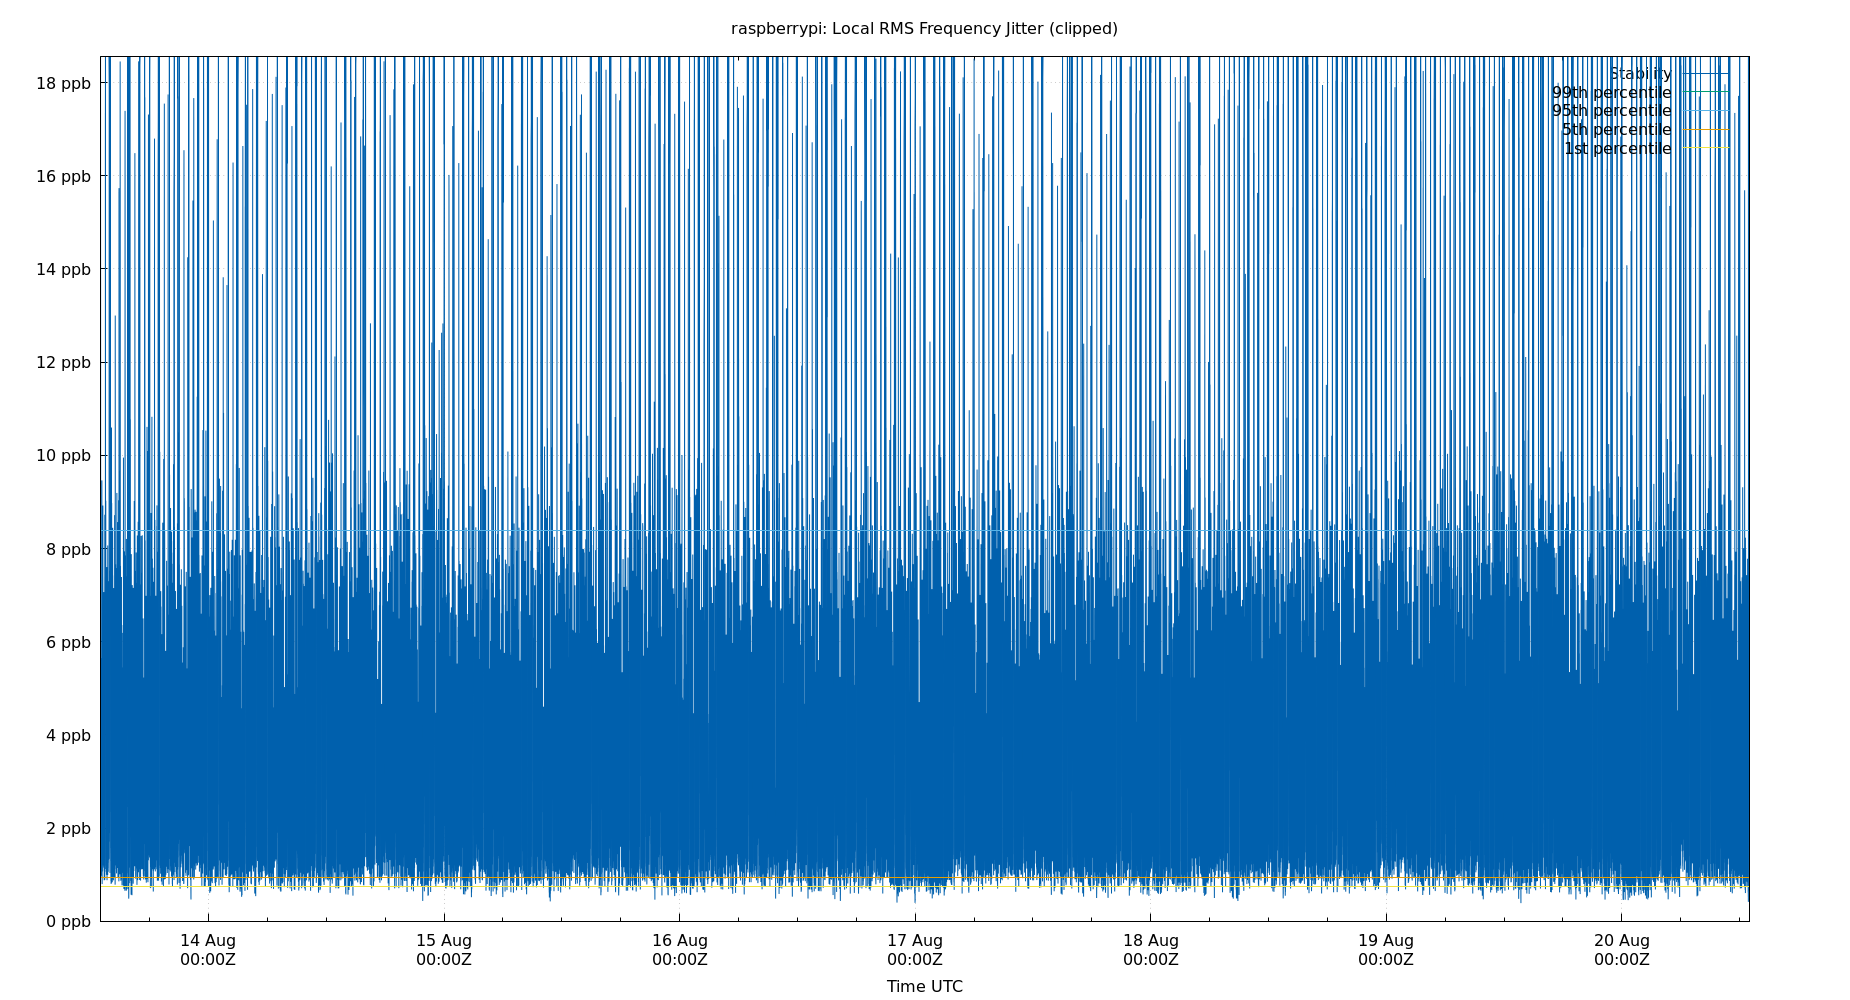 raspberrypi: Local RMS Frequency Jitter (clipped)
18 ppb
16 ppb
14 ppb
12 ppb
10 ppb
8 ppb
6 ppb
4 ppb
2 ppb
0 ppb
Stability
99th percentile
95th percentile
5th percentile
1st percentile
14 Aug
00:00Z
15 Aug
00:00Z
16 Aug
00:00Z
17 Aug
00:00Z
18 Aug
00:00Z
19 Aug
00:00Z
20 Aug
00:00Z
Time UTC